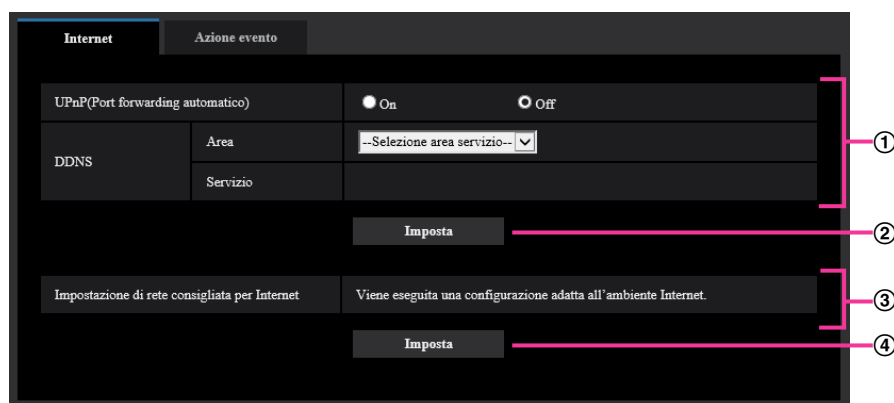 Internet Azione evento
UPnP(Port forwarding automatico) On Off
①
DDNS Area --Selezione area servizio--
Servizio
Imposta ②
Impostazione di rete consigliata per Internet Viene eseguita una configurazione adatta all'ambiente Internet. ③
Imposta ④